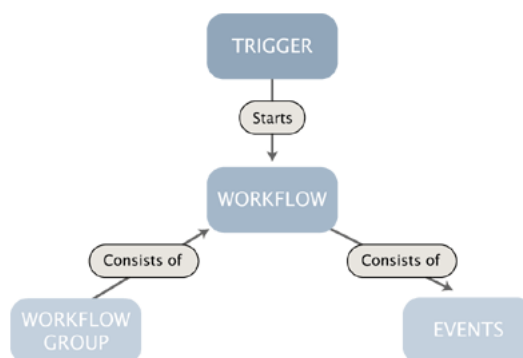 TRIGGER
Starts
WORKFLOW
Consists of
Consists of
WORKFLOW
GROUP
EVENTS